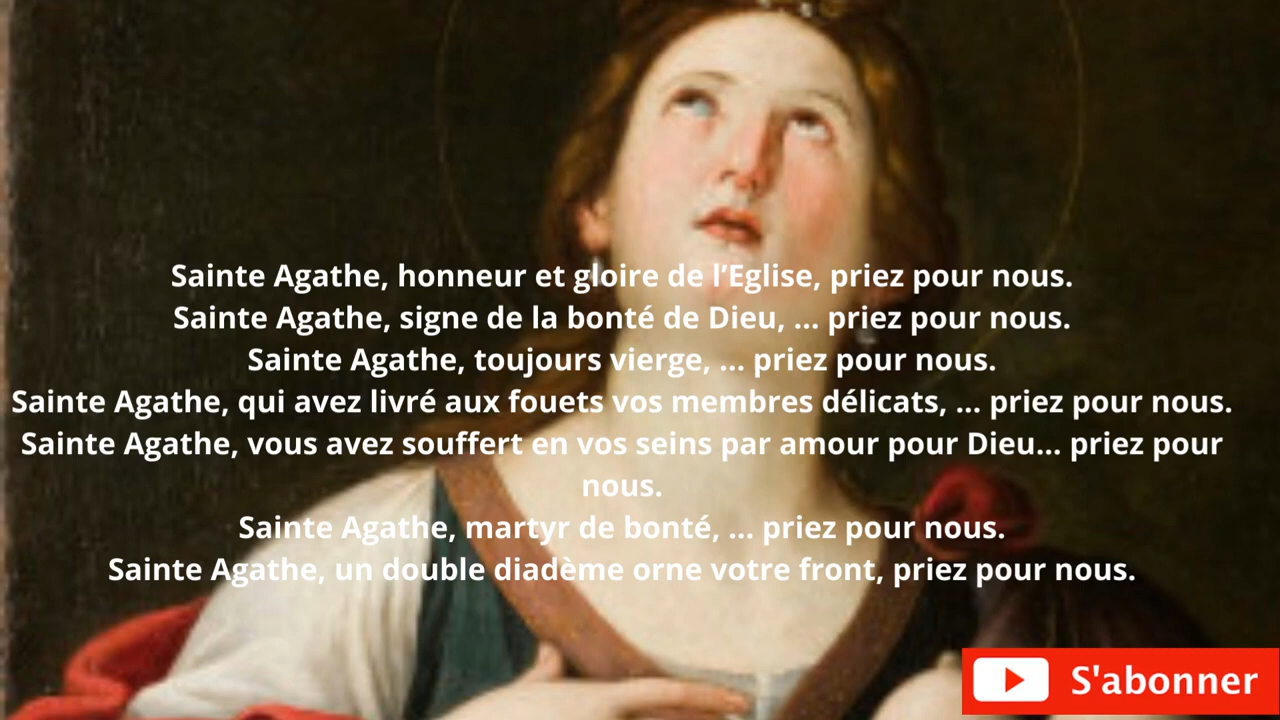 Sainte Agathe, honneur et gloire de l’Eglise, priez pour nous.
Sainte Agathe, signe de la bonté de Dieu, ... priez pour nous.
Sainte Agathe, toujours vierge, ... priez pour nous.
Sainte Agathe, qui avez livré aux fouets vos membres délicats, ... priez pour nous.
Sainte Agathe, vous avez souffert en vos seins par amour pour Dieu... priez pour
nous.
Sainte Agathe, martyr de bonté, ... priez pour nous.
Sainte Agathe, un double diadème orne votre front, priez pour nous.
S'abonner